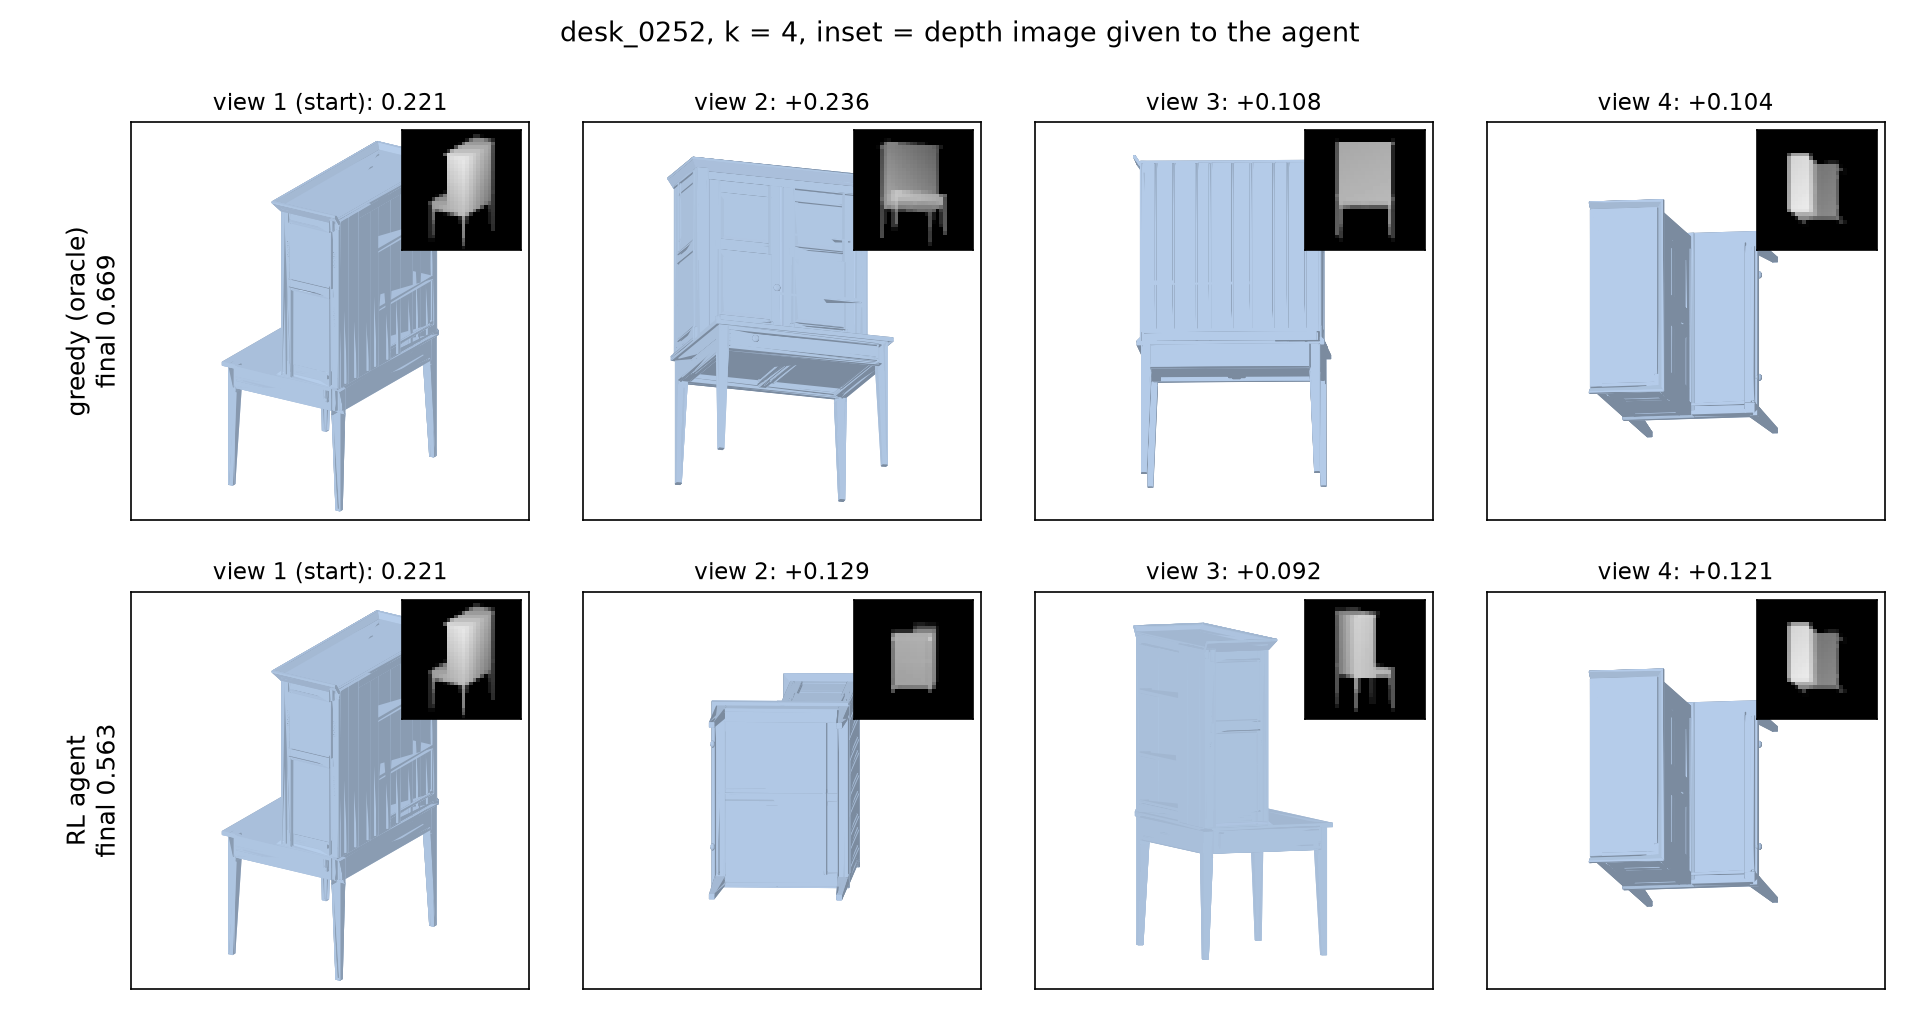 desk_0252, k = 4, inset = depth image given to the agent
greedy (oracle)
final 0.669
view 1 (start): 0.221
view 2: +0.236
view 3: +0.108
view 4: +0.104
RL agent
final 0.563
view 1 (start): 0.221
view 2: +0.129
view 3: +0.092
view 4: +0.121